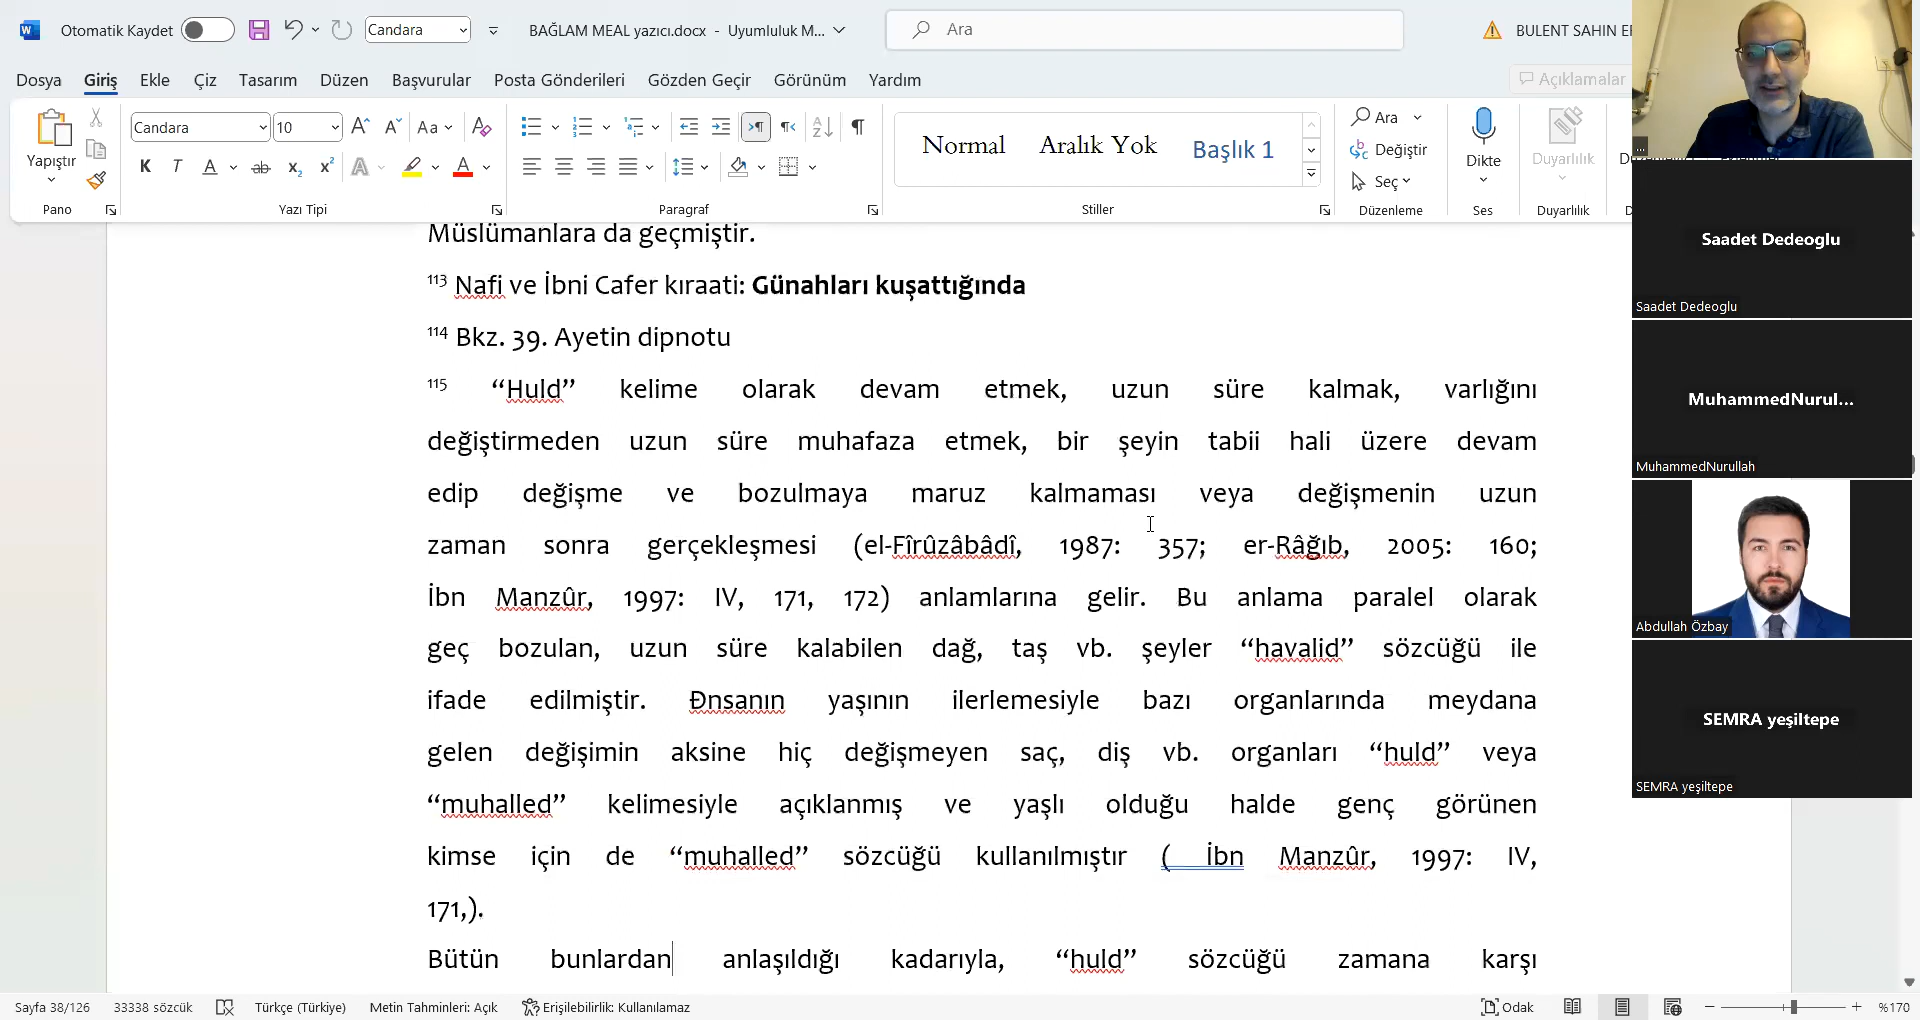 Otomatik Kaydet
Candara
BAĞLAM MEAL yazıcı.docx - Uyumluluk M...
Ara
BULENT SAHIN
Dosya Giriş Ekle Çiz Tasarım Düzen Başvurular Posta Gönderileri Gözden Geçir Görünüm Yardım
Açıklamalar
Yapıştır
Candara
10
Normal
Aralık Yok
Başlık 1
Ara
Değiştir
Seç
Dikte
Duyarlılık
Pano
Yazı Tipi
Paragraf
Stiller
Düzenleme
Ses
Duyarlılık
Müslümanlara da geçmiştir.
113 Nafi ve İbni Cafer kıraati: Günahları kuşattığında
114 Bkz. 39. Ayetin dipnotu
115 “Huld” kelime olarak devam etmek, uzun süre kalmak, varlığını
değiştirmeden uzun süre muhafaza etmek, bir şeyin tabii hali üzere devam
edip değişme ve bozulmaya maruz kalmaması veya değişmenin uzun
zaman sonra gerçekleşmesi (el-Fîrûzâbâdî, 1987: 357; er-Râğıb, 2005: 160;
İbn Manzûr, 1997: IV, 171, 172) anlamlarına gelir. Bu anlama paralel olarak
geç bozulan, uzun süre kalabilen dağ, taş vb. şeyler “havalid” sözcüğü ile
ifade edilmiştir. Đnsanın yaşının ilerlemesiyle bazı organlarında meydana
gelen değişimin aksine hiç değişmeyen saç, diş vb. organları “huld” veya
“muhalled” kelimesiyle açıklanmış ve yaşlı olduğu halde genç görünen
kimse için de “muhalled” sözcüğü kullanılmıştır ( İbn Manzûr, 1997: IV,
171,).
Bütün bunlardan anlaşıldığı kadarıyla, “huld” sözcüğü zamana karşı
Saadet Dedeoglu
Saadet Dedeoglu
MuhammedNurul...
MuhammedNurullah
Abdullah Özbay
SEMRA yeşiltepe
SEMRA yeşiltepe
Sayfa 38/126
33338 sözcük
Türkçe (Türkiye)
Metin Tahminleri: Açık
Erişilebilirlik: Kullanılamaz
Odak
%170